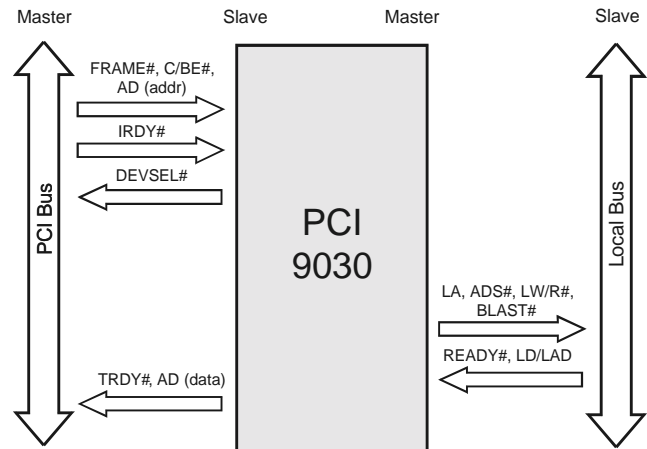 Master
Slave
Master
Slave
FRAME#, C/BE#,
AD (addr)
IRDY#
DEVSEL#
PCI Bus
PCI
9030
Local Bus
LA, ADS#, LW/R#,
BLAST#
READY#, LD/LAD
TRDY#, AD (data)